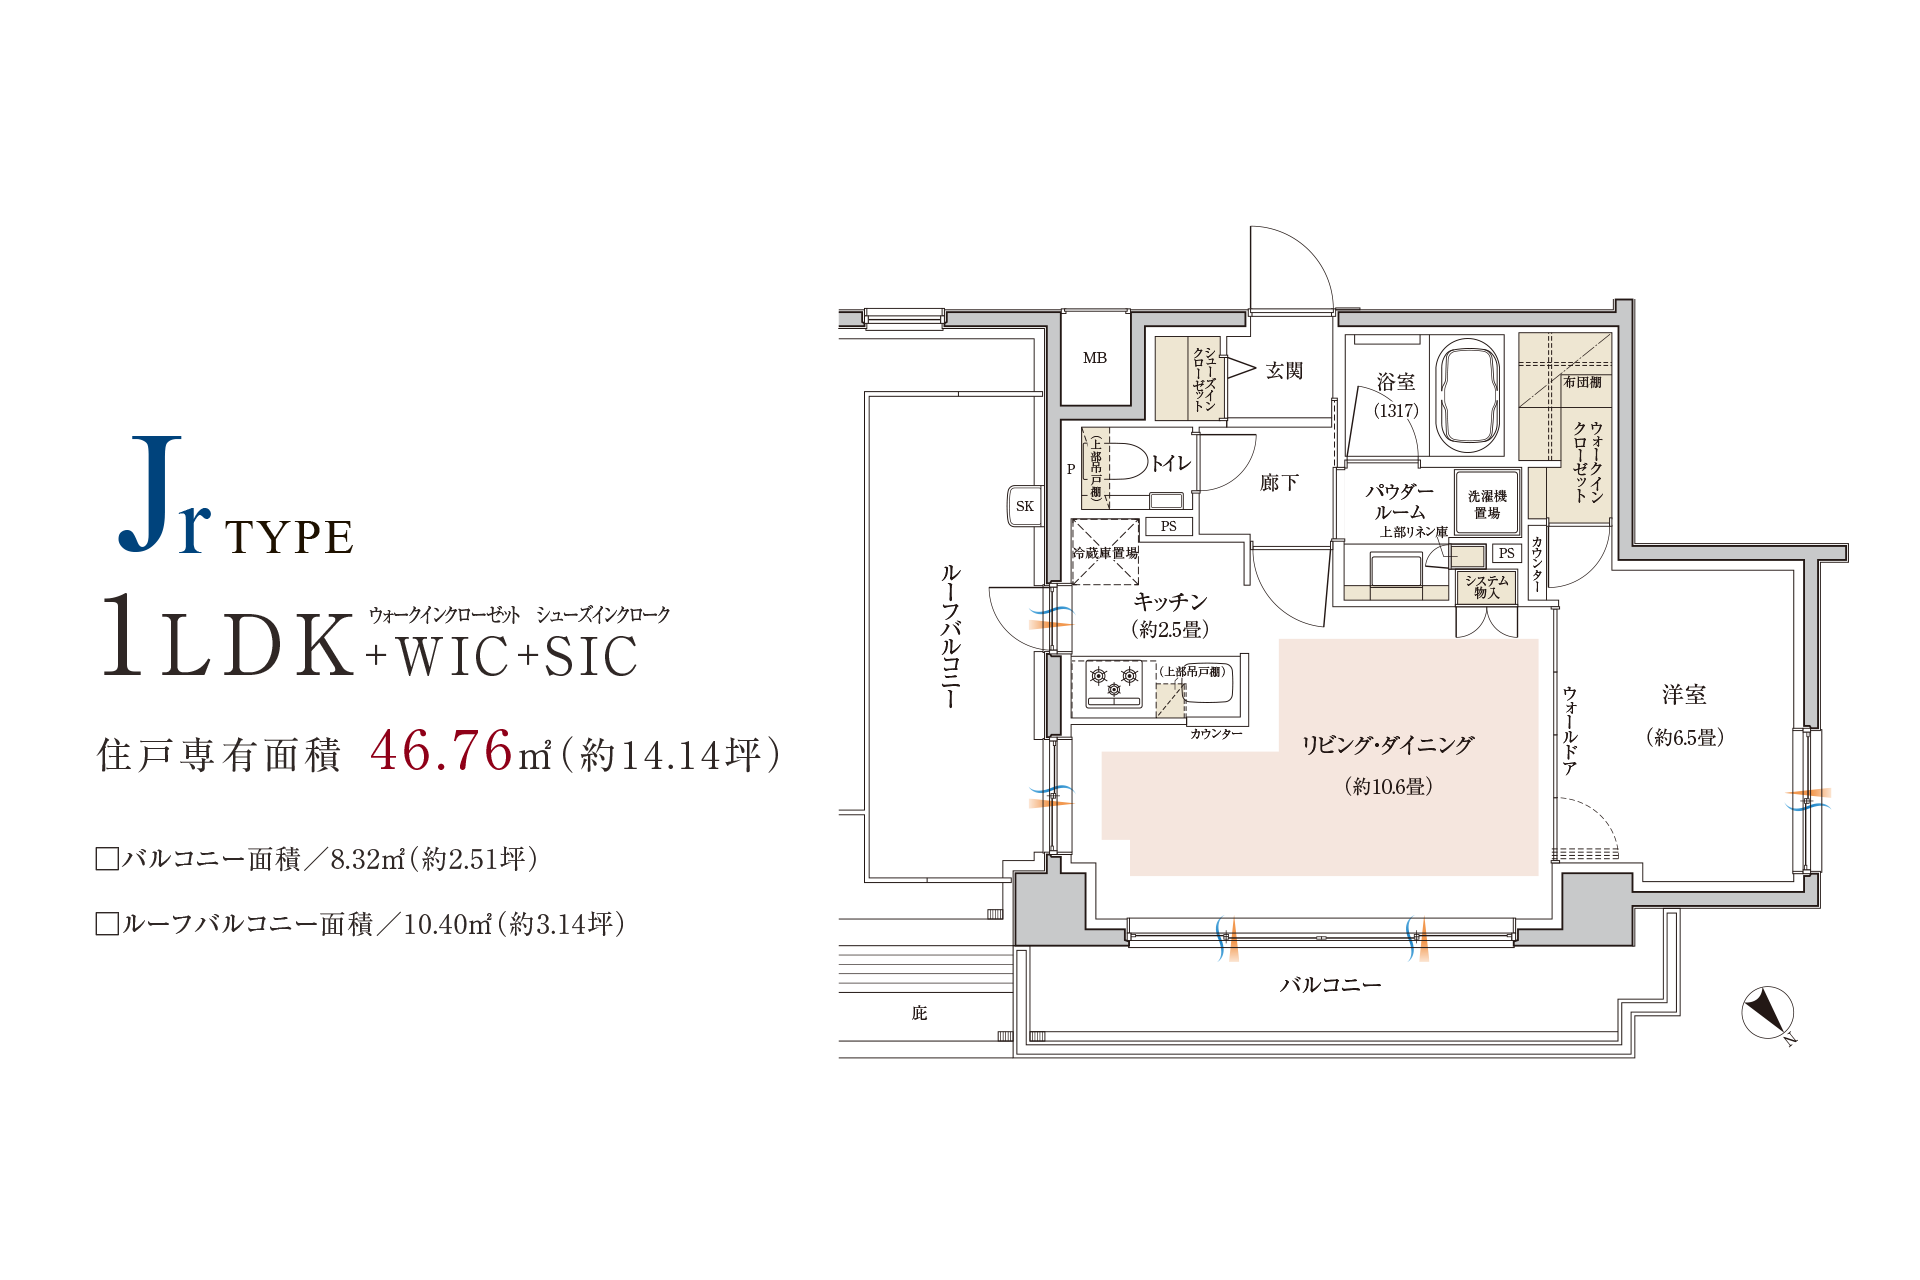 Jr TYPE
ウォークインクローゼット シューズインクローク
1LDK+WIC+SIC
住戸専有面積 46.76㎡(約14.14坪)
□バルコニー面積／8.32㎡(約2.51坪)
□ルーフバルコニー面積／10.40㎡(約3.14坪)
MB
シューズイン
クローゼット
玄関
浴室
(1317)
布団棚
ウォークイン
クローゼット
P
(上部吊戸棚)
トイレ
廊下
パウダー
ルーム
洗濯機
置場
上部リネン庫
SK
PS
冷蔵庫置場
PS
カウンター
システム
物入
ルーフバルコニー
キッチン
(約2.5畳)
(上部吊戸棚)
カウンター
リビング・ダイニング
(約10.6畳)
ウォールドア
洋室
(約6.5畳)
バルコニー
庇
N